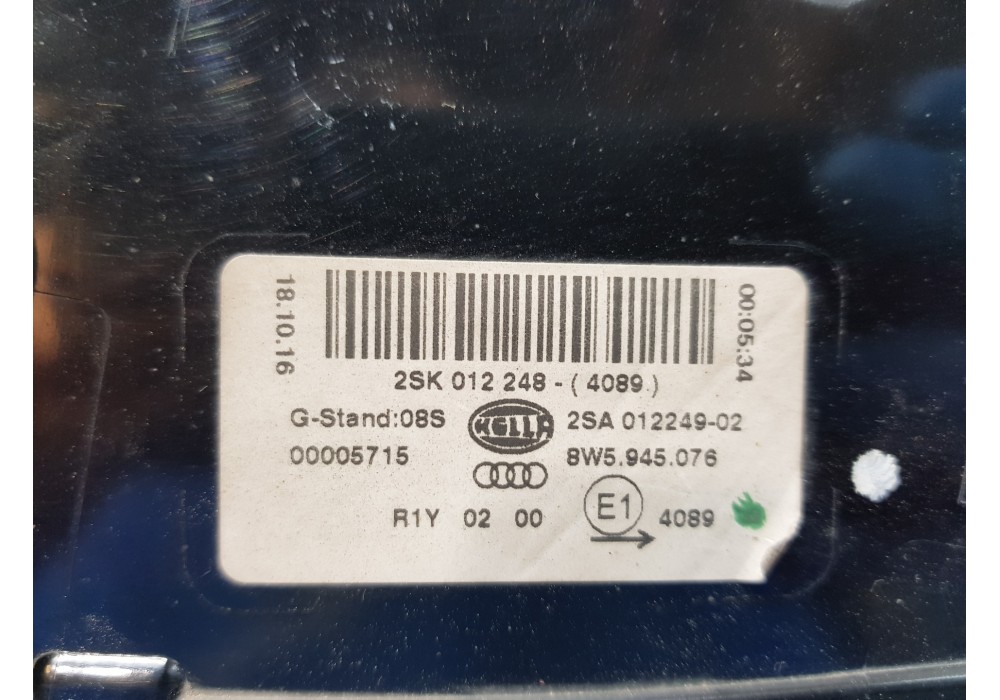 18.10.16
00:05:34
2SK 012 248 - ( 4089 )
G-Stand:08S HELLA 2SA 012249-02
00005715 8W5.945.076
R1Y 02 00 E1 4089